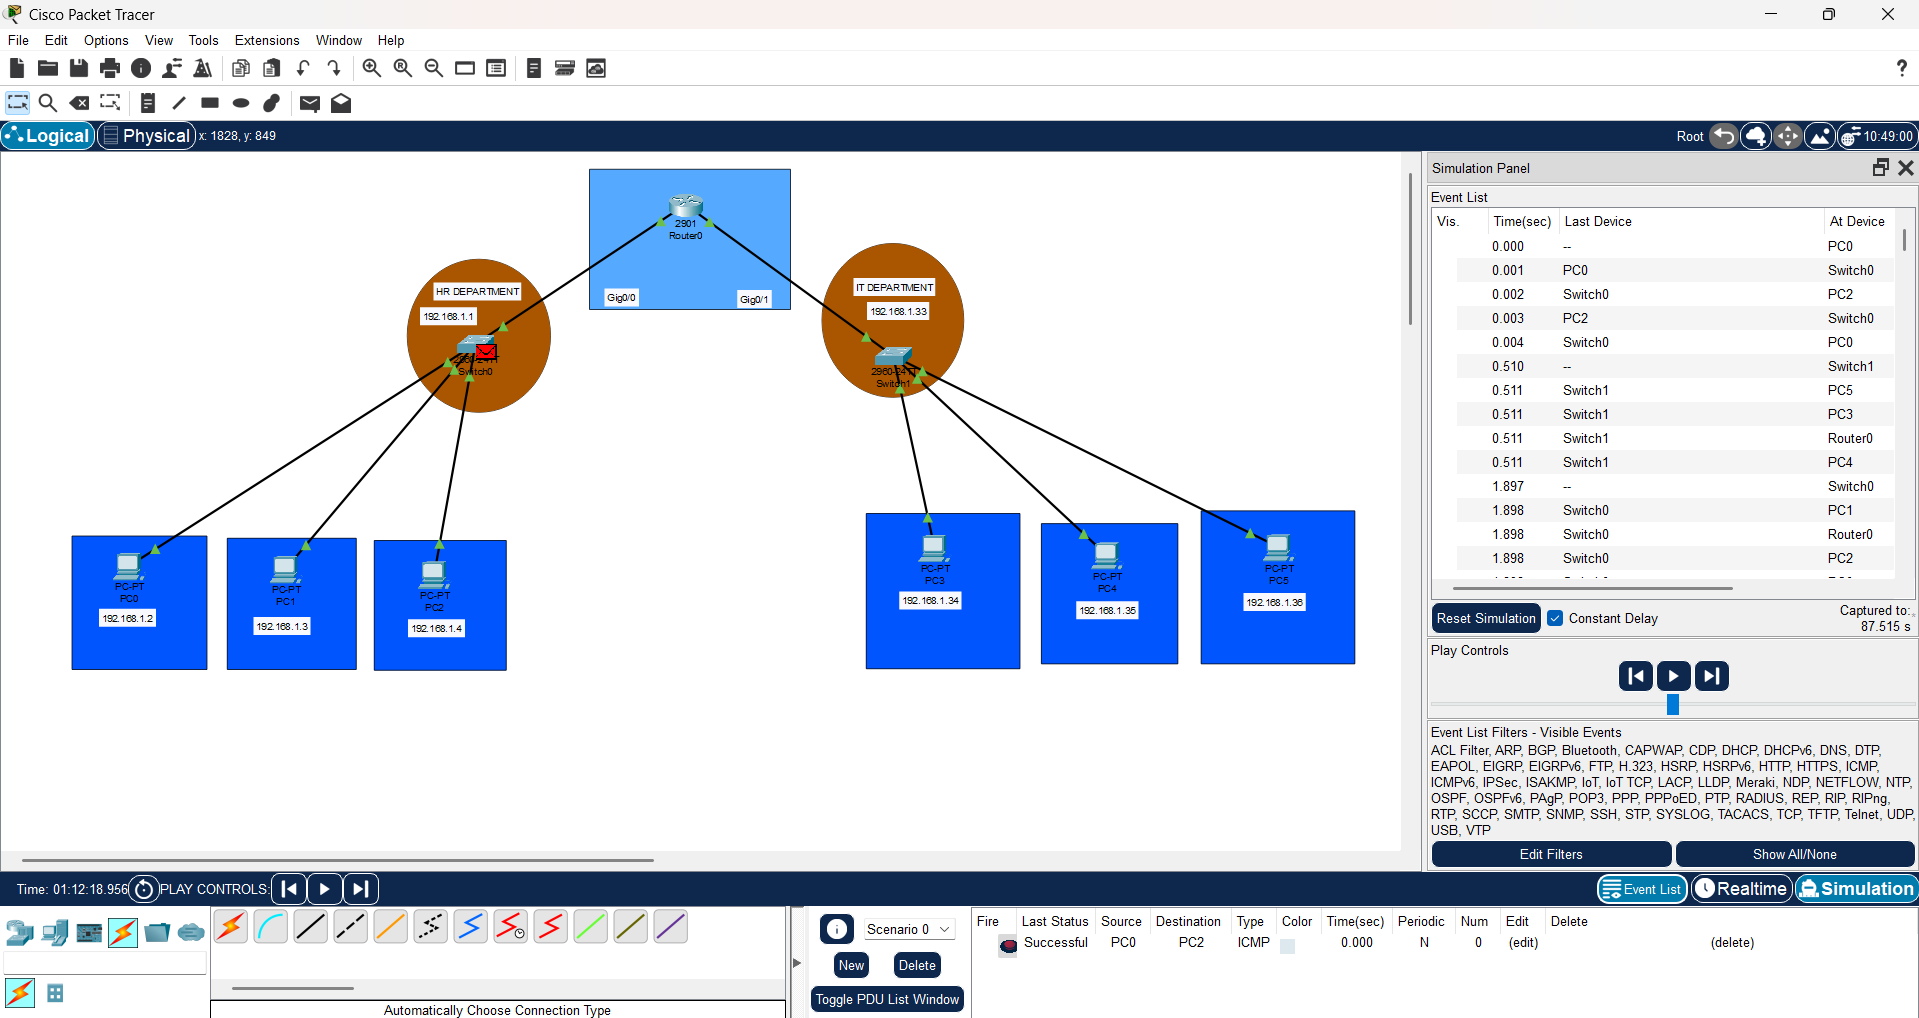 Cisco Packet Tracer
File Edit Options View Tools Extensions Window Help
?
Logical Physical x: 1828, y: 849
Root 10:49:00
2901
Router0
Gig0/0
Gig0/1
HR DEPARTMENT
192.168.1.1
Switch0
IT DEPARTMENT
192.168.1.33
2960-24TT
Switch1
PC-PT
PC0
192.168.1.2
PC-PT
PC1
192.168.1.3
PC-PT
PC2
192.168.1.4
PC-PT
PC3
192.168.1.34
PC-PT
PC4
192.168.1.35
PC-PT
PC5
192.168.1.36
Simulation Panel
Event List
Vis. Time(sec) Last Device At Device
0.000 -- PC0
0.001 PC0 Switch0
0.002 Switch0 PC2
0.003 PC2 Switch0
0.004 Switch0 PC0
0.510 -- Switch1
0.511 Switch1 PC5
0.511 Switch1 PC3
0.511 Switch1 Router0
0.511 Switch1 PC4
1.897 -- Switch0
1.898 Switch0 PC1
1.898 Switch0 Router0
1.898 Switch0 PC2
Reset Simulation Constant Delay
Captured to:
87.515 s
Play Controls
Event List Filters - Visible Events
ACL Filter, ARP, BGP, Bluetooth, CAPWAP, CDP, DHCP, DHCPv6, DNS, DTP,
EAPOL, EIGRP, EIGRPv6, FTP, H.323, HSRP, HSRPv6, HTTP, HTTPS, ICMP,
ICMPv6, IPSec, ISAKMP, IoT, IoT TCP, LACP, LLDP, Meraki, NDP, NETFLOW, NTP,
OSPF, OSPFv6, PAgP, POP3, PPP, PPPoED, PTP, RADIUS, REP, RIP, RIPng,
RTP, SCCP, SMTP, SNMP, SSH, STP, SYSLOG, TACACS, TCP, TFTP, Telnet, UDP,
USB, VTP
Edit Filters Show All/None
Time: 01:12:18.956 PLAY CONTROLS:
Event List Realtime Simulation
Automatically Choose Connection Type
Scenario 0
New Delete
Toggle PDU List Window
Fire Last Status Source Destination Type Color Time(sec) Periodic Num Edit Delete
Successful PC0 PC2 ICMP 0.000 N 0 (edit) (delete)